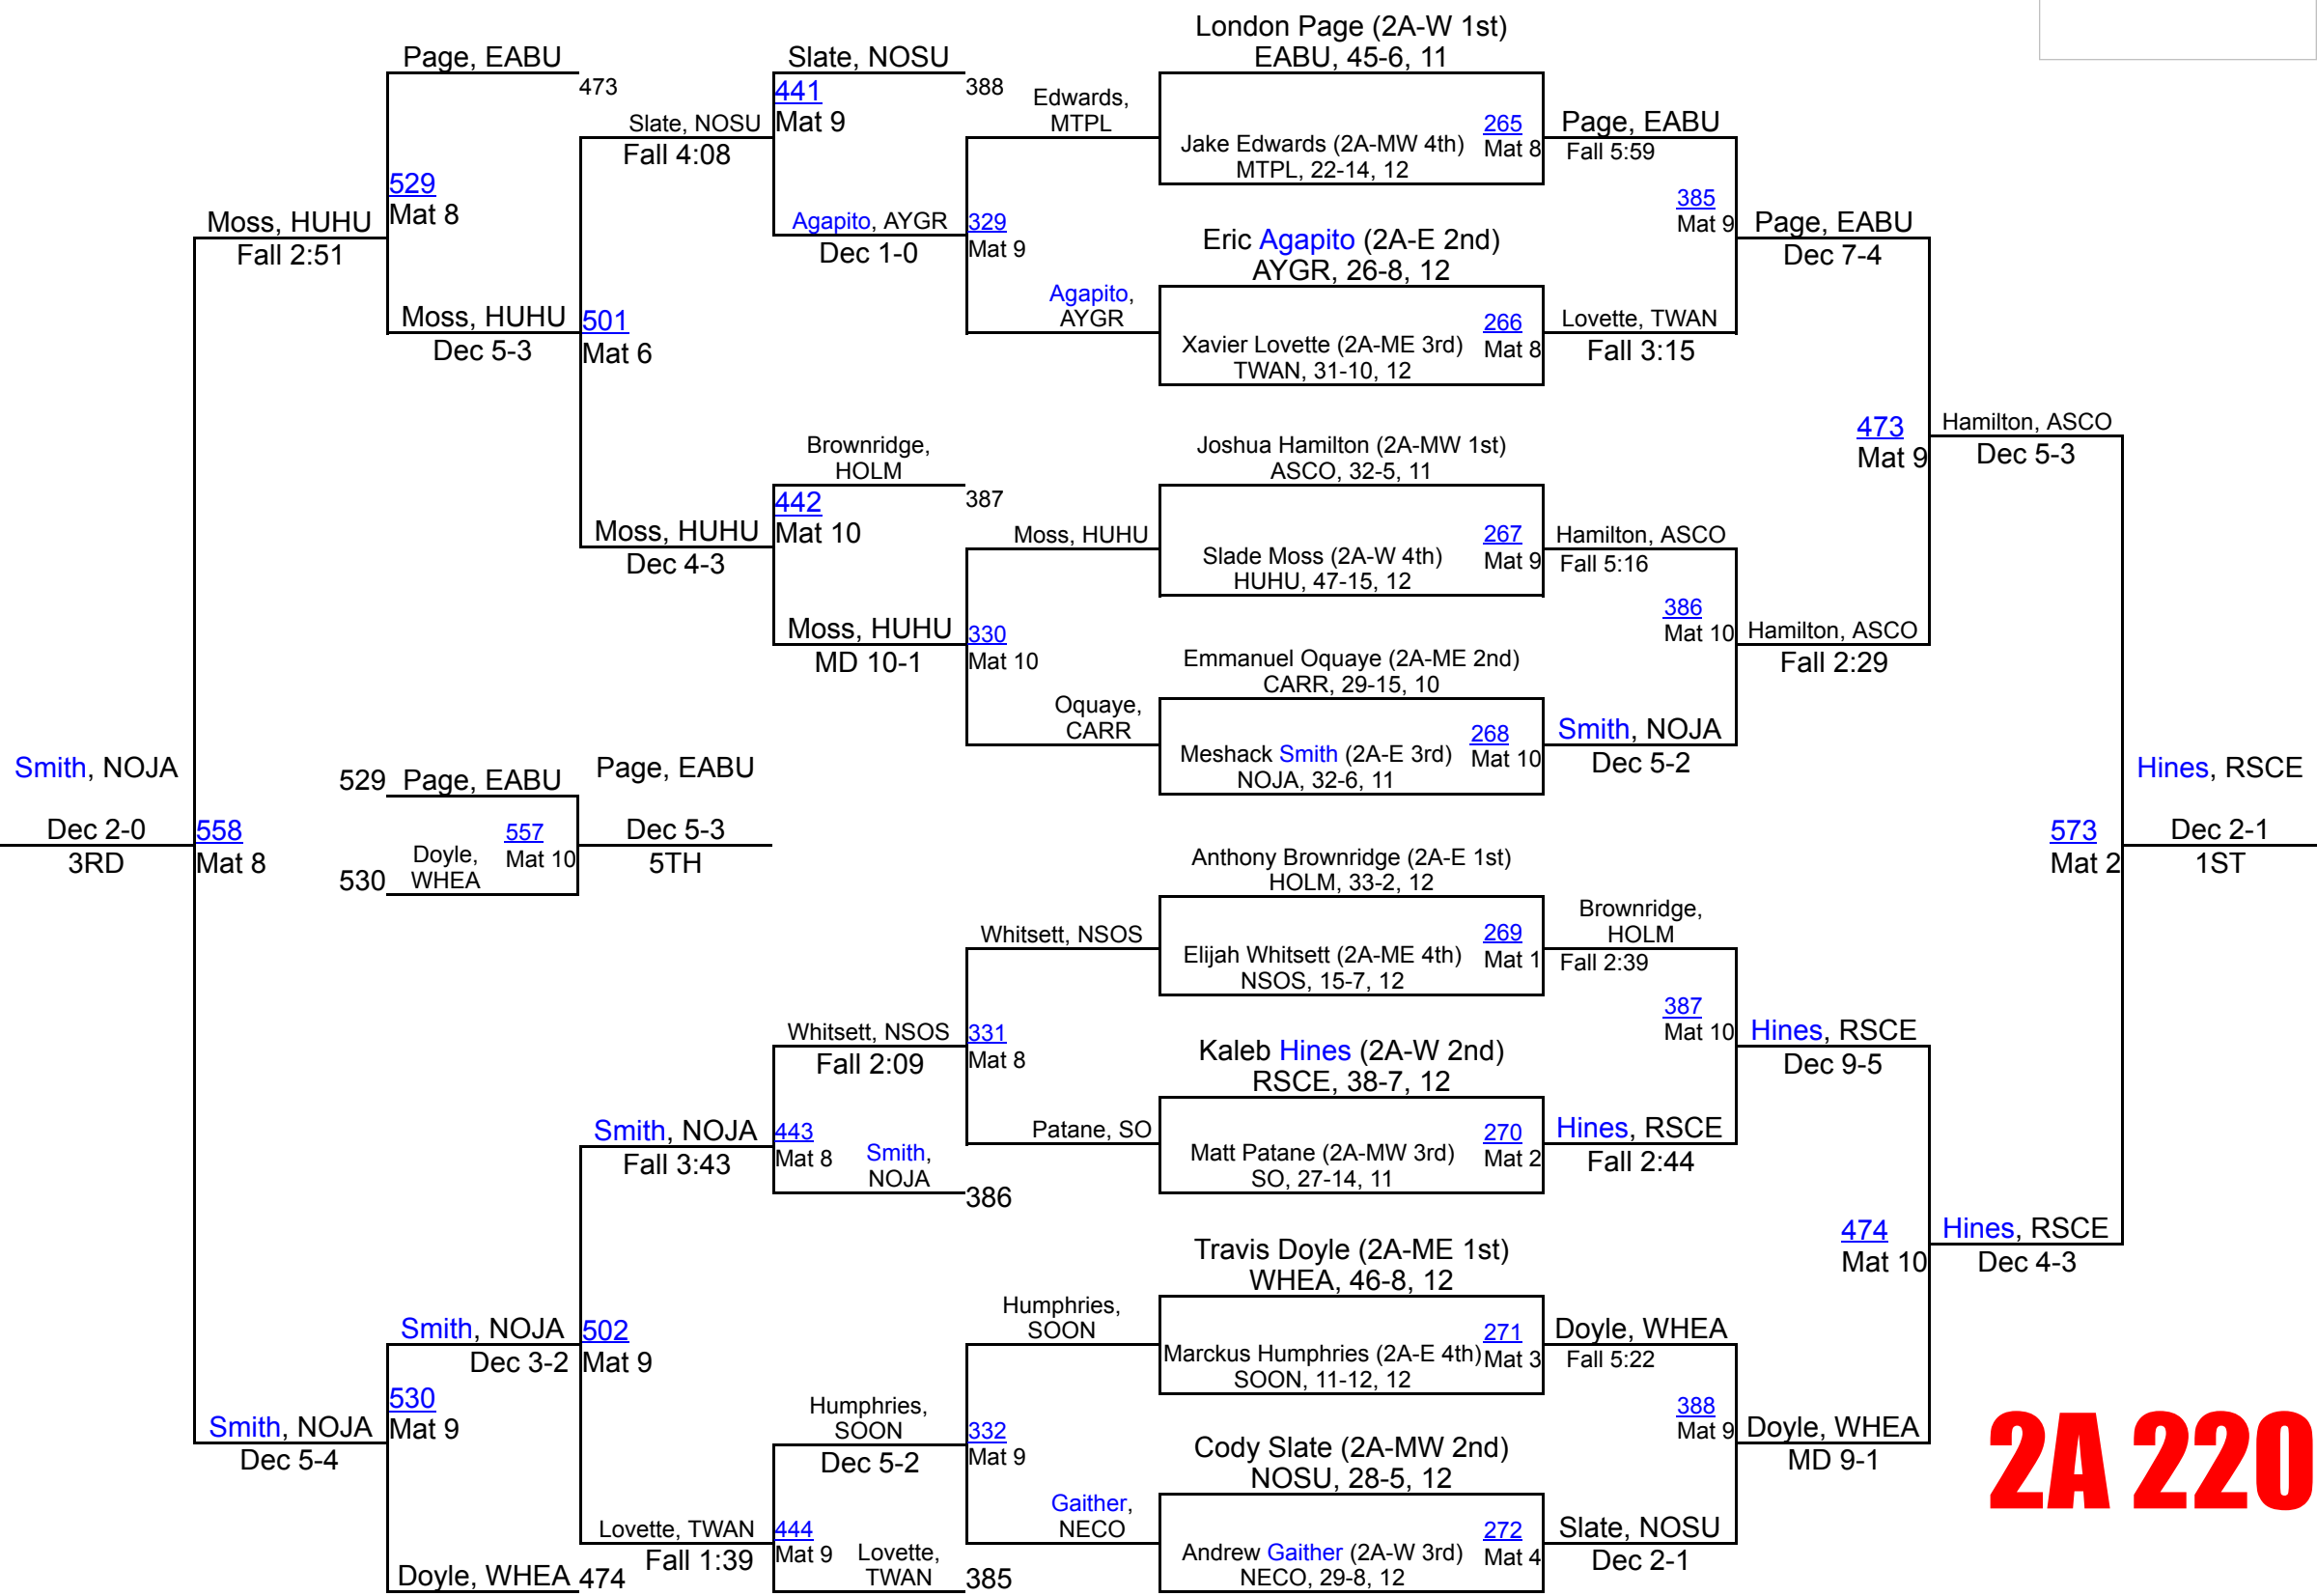 London Page (2A-W 1st)
EABU, 45-6, 11
Page, EABU
473
Slate, NOSU
388
441
Mat 9
Slate, NOSU
Fall 4:08
Edwards,
MTPL
Jake Edwards (2A-MW 4th)
MTPL, 22-14, 12
265
Mat 8
Page, EABU
Fall 5:59
529
Mat 8
Moss, HUHU
Fall 2:51
Agapito, AYGR
Dec 1-0
329
Mat 9
Eric Agapito (2A-E 2nd)
AYGR, 26-8, 12
385
Mat 9
Page, EABU
Dec 7-4
Moss, HUHU
Dec 5-3
501
Mat 6
Agapito,
AYGR
Xavier Lovette (2A-ME 3rd)
TWAN, 31-10, 12
266
Mat 8
Lovette, TWAN
Fall 3:15
Brownridge,
HOLM
387
442
Mat 10
Joshua Hamilton (2A-MW 1st)
ASCO, 32-5, 11
473
Mat 9
Hamilton, ASCO
Dec 5-3
Moss, HUHU
Dec 4-3
Moss, HUHU
Slade Moss (2A-W 4th)
HUHU, 47-15, 12
267
Mat 9
Hamilton, ASCO
Fall 5:16
Moss, HUHU
MD 10-1
330
Mat 10
Emmanuel Oquaye (2A-ME 2nd)
CARR, 29-15, 10
386
Mat 10
Hamilton, ASCO
Fall 2:29
Oquaye,
CARR
Meshack Smith (2A-E 3rd)
NOJA, 32-6, 11
268
Mat 10
Smith, NOJA
Dec 5-2
Smith, NOJA
Dec 2-0
3RD
558
Mat 8
529 Page, EABU
530
Doyle,
WHEA
557
Mat 10
Page, EABU
Dec 5-3
5TH
Hines, RSCE
Dec 2-1
1ST
573
Mat 2
Anthony Brownridge (2A-E 1st)
HOLM, 33-2, 12
Whitsett, NSOS
Elijah Whitsett (2A-ME 4th)
NSOS, 15-7, 12
269
Mat 1
Brownridge,
HOLM
Fall 2:39
Whitsett, NSOS
Fall 2:09
331
Mat 8
Kaleb Hines (2A-W 2nd)
RSCE, 38-7, 12
387
Mat 10
Hines, RSCE
Dec 9-5
Smith, NOJA
Fall 3:43
443
Mat 8
Smith,
NOJA
386
Patane, SO
Matt Patane (2A-MW 3rd)
SO, 27-14, 11
270
Mat 2
Hines, RSCE
Fall 2:44
474
Mat 10
Hines, RSCE
Dec 4-3
Travis Doyle (2A-ME 1st)
WHEA, 46-8, 12
Smith, NOJA
Dec 3-2
502
Mat 9
Humphries,
SOON
Marckus Humphries (2A-E 4th)
SOON, 11-12, 12
271
Mat 3
Doyle, WHEA
Fall 5:22
530
Mat 9
Smith, NOJA
Dec 5-4
Humphries,
SOON
Dec 5-2
332
Mat 9
Cody Slate (2A-MW 2nd)
NOSU, 28-5, 12
388
Mat 9
Doyle, WHEA
MD 9-1
Lovette, TWAN
Fall 1:39
444
Mat 9
Lovette,
TWAN
385
Gaither,
NECO
Andrew Gaither (2A-W 3rd)
NECO, 29-8, 12
272
Mat 4
Slate, NOSU
Dec 2-1
Doyle, WHEA 474
2A 220